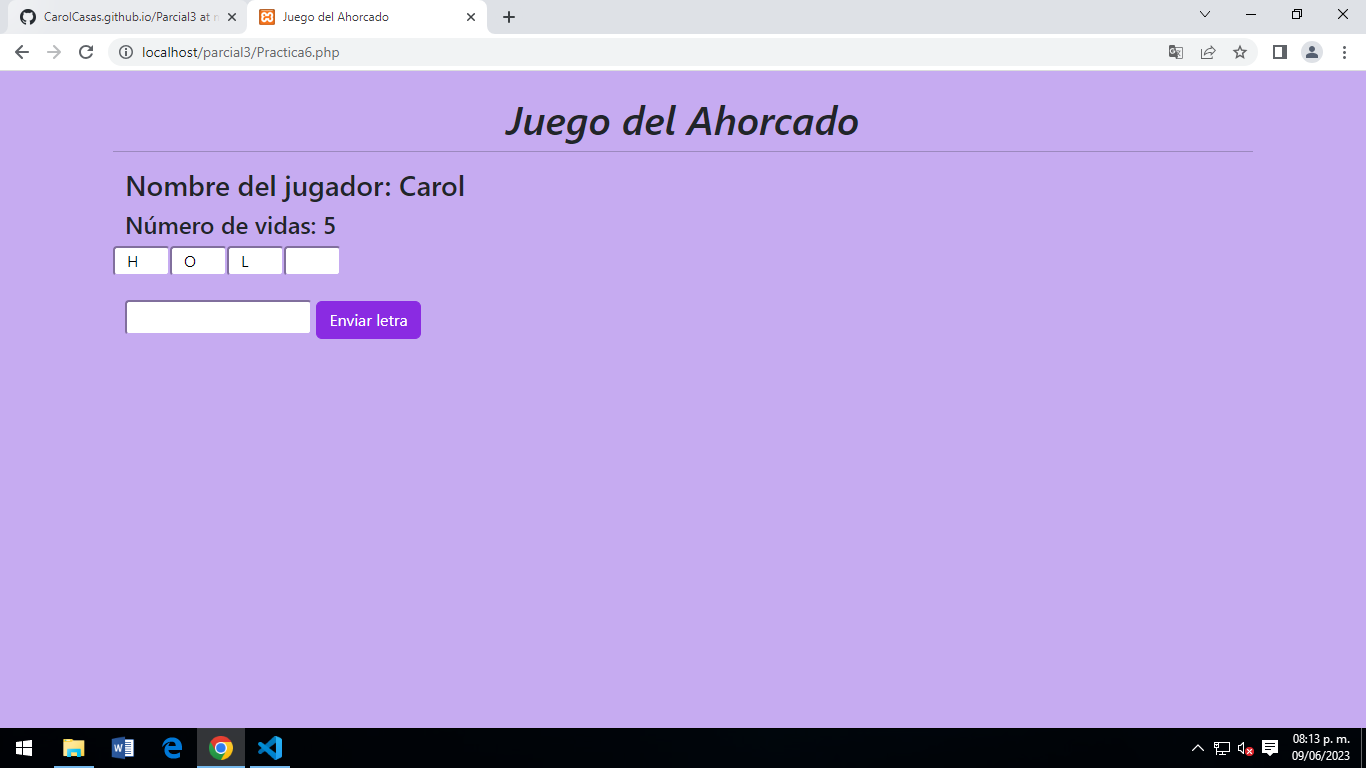 CarolCasas.github.io/Parcial3 at
Juego del Ahorcado
localhost/parcial3/Practica6.php
Juego del Ahorcado
Nombre del jugador: Carol
Número de vidas: 5
H O L
Enviar letra
08:13 p. m.
09/06/2023